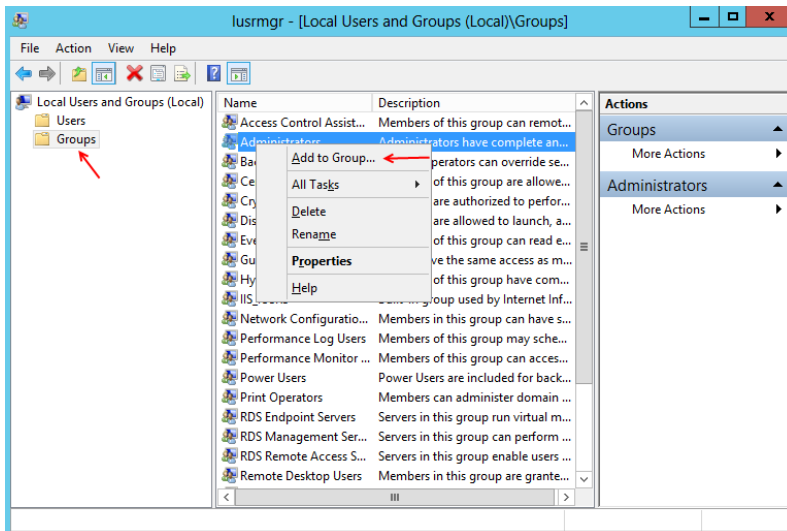 lusrmgr - [Local Users and Groups (Local)\Groups]
File Action View Help
Local Users and Groups (Local)
Users
Groups
Name Description
Access Control Assist... Members of this group can remot...
Administrators Administrators have complete an...
Ba perators can override se...
Ce of this group are allowe...
Cry are authorized to perfor...
Dis are allowed to launch, a...
Eve of this group can read e...
Gu ve the same access as m...
Hy of this group have com...
group used by Internet Inf...
Network Configuratio... Members in this group can have s...
Performance Log Users Members of this group may sche...
Performance Monitor ... Members of this group can acces...
Power Users Power Users are included for back...
Print Operators Members can administer domain ...
RDS Endpoint Servers Servers in this group run virtual m...
RDS Management Ser... Servers in this group can perform ...
RDS Remote Access S... Servers in this group enable users ...
Remote Desktop Users Members in this group are grante...
Add to Group...
All Tasks
Delete
Rename
Properties
Help
Actions
Groups
More Actions
Administrators
More Actions